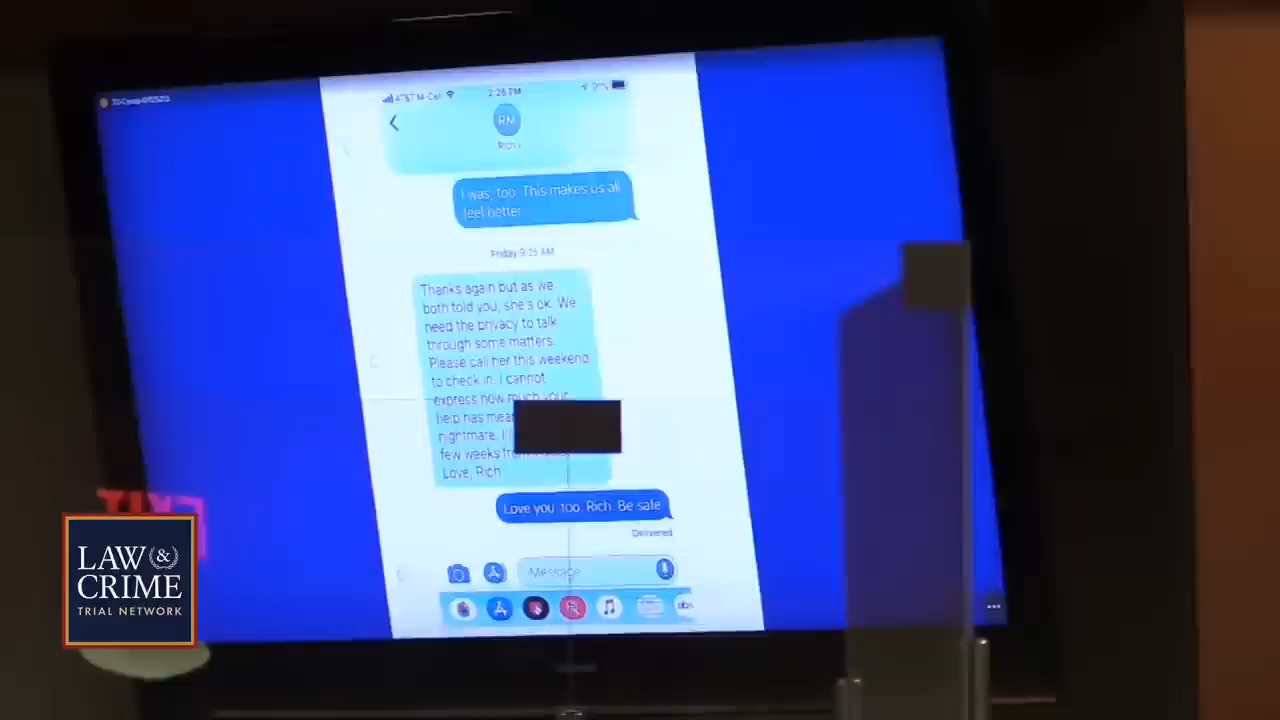 AT&T M-Cell
2:26 PM
RM
Rich
I was, too. This makes us all
feel better
Friday 9:25 AM
Thanks again but as we
both told you, she's ok. We
need the privacy to talk
through some matters.
Please call her this weekend
to check in. I cannot
express how much your
help has
nightmare.
few weeks
Love, Rich
Love you too, Rich. Be safe
Delivered
Message
EXIT
LAW &
CRIME
TRIAL NETWORK